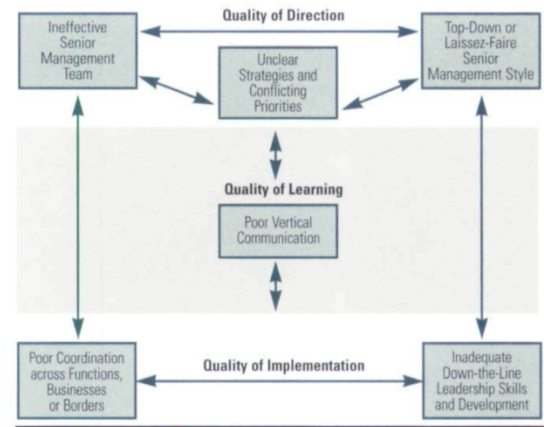 Quality of Direction
Ineffective
Senior
Management
Team
Unclear
Strategies and
Conflicting
Priorities
Top-Down or
Laissez-Faire
Senior
Management Style
Quality of Learning
Poor Vertical
Communication
Poor Coordination
across Functions,
Businesses
or Borders
Quality of Implementation
Inadequate
Down-the-Line
Leadership Skills
and Development